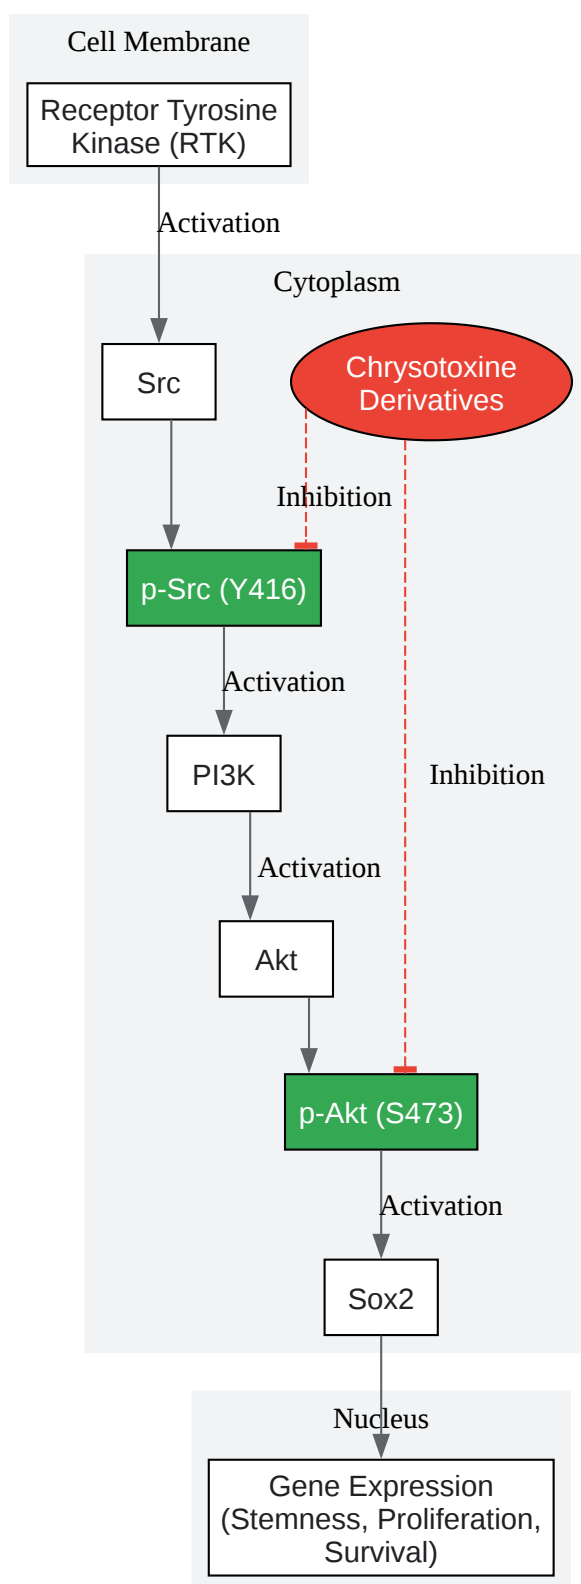 Cell Membrane
Receptor Tyrosine
Kinase (RTK)
Activation
Cytoplasm
Src
Chrysotoxine
Derivatives
Inhibition
p-Src (Y416)
Activation
PI3K
Inhibition
Activation
Akt
p-Akt (S473)
Activation
Sox2
Nucleus
Gene Expression
(Stemness, Proliferation,
Survival)